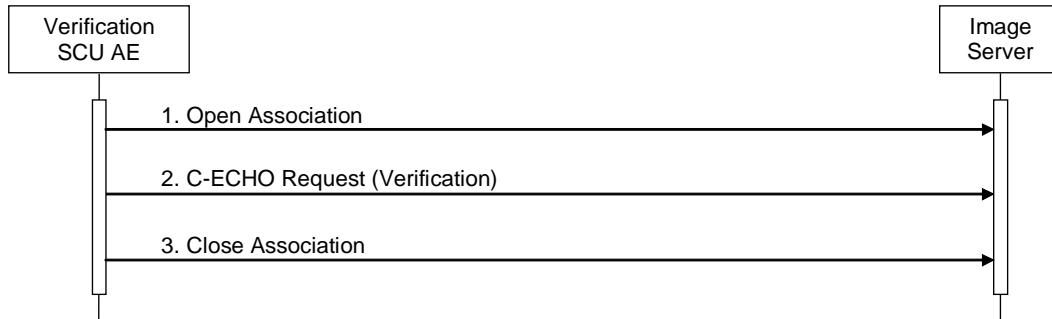 Verification
SCU AE
Image
Server
1. Open Association
2. C-ECHO Request (Verification)
3. Close Association